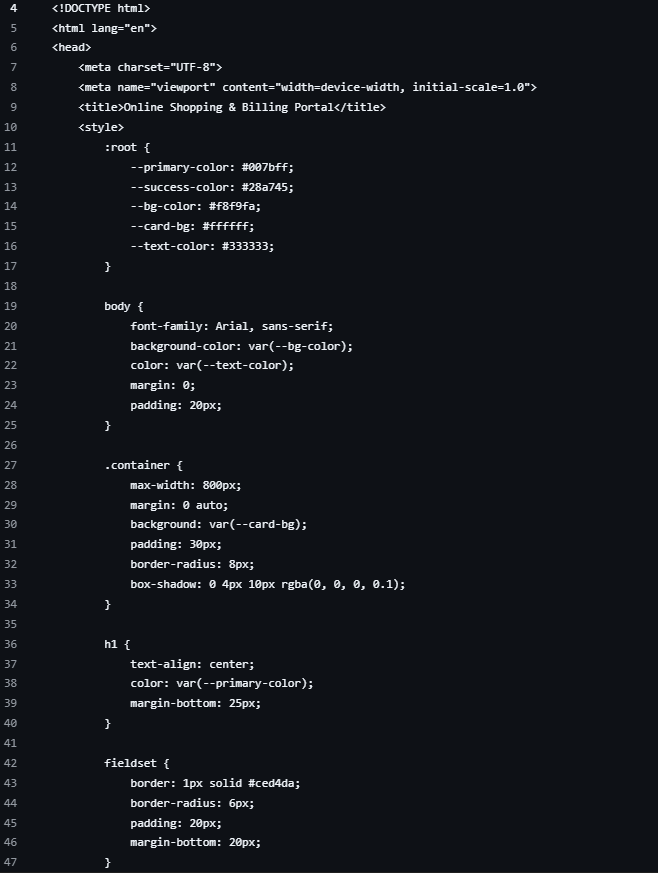 4 <!DOCTYPE html>
5 <html lang="en">
6 <head>
7 <meta charset="UTF-8">
8 <meta name="viewport" content="width=device-width, initial-scale=1.0">
9 <title>Online Shopping & Billing Portal</title>
10 <style>
11 :root {
12 --primary-color: #007bff;
13 --success-color: #28a745;
14 --bg-color: #f8f9fa;
15 --card-bg: #ffffff;
16 --text-color: #333333;
17 }
18
19 body {
20 font-family: Arial, sans-serif;
21 background-color: var(--bg-color);
22 color: var(--text-color);
23 margin: 0;
24 padding: 20px;
25 }
26
27 .container {
28 max-width: 800px;
29 margin: 0 auto;
30 background: var(--card-bg);
31 padding: 30px;
32 border-radius: 8px;
33 box-shadow: 0 4px 10px rgba(0, 0, 0, 0.1);
34 }
35
36 h1 {
37 text-align: center;
38 color: var(--primary-color);
39 margin-bottom: 25px;
40 }
41
42 fieldset {
43 border: 1px solid #ced4da;
44 border-radius: 6px;
45 padding: 20px;
46 margin-bottom: 20px;
47 }